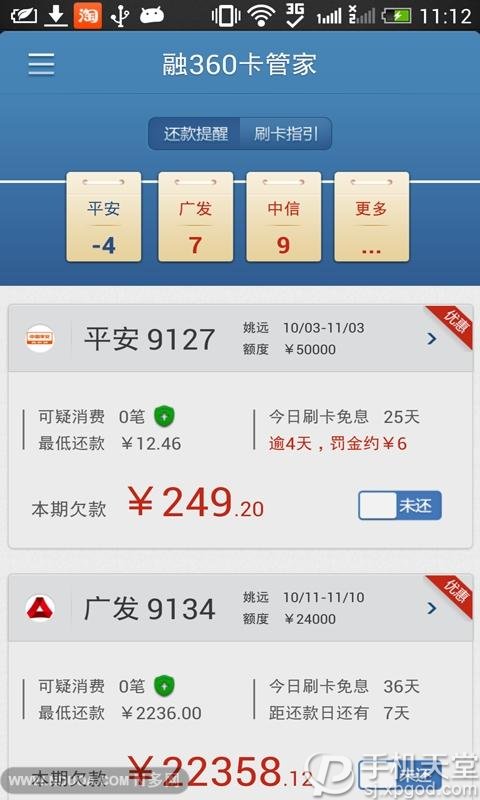 3G
11:12
淘
融360卡管家
还款提醒 刷卡指引
平安 广发 中信 更多
-4 7 9 ...
优惠
平安 9127
姚远 10/03-11/03
额度 ￥50000
可疑消费 0笔 今日刷卡免息 25天
最低还款 ￥12.46 逾4天，罚金约￥6
本期欠款 ￥249.20 未还
优惠
广发 9134
姚远 10/11-11/10
额度 ￥24000
可疑消费 0笔 今日刷卡免息 36天
最低还款 ￥2236.00 距还款日还有 7天
本期欠款 ￥22358.12 未还
手机天堂
sj.xpgod.com